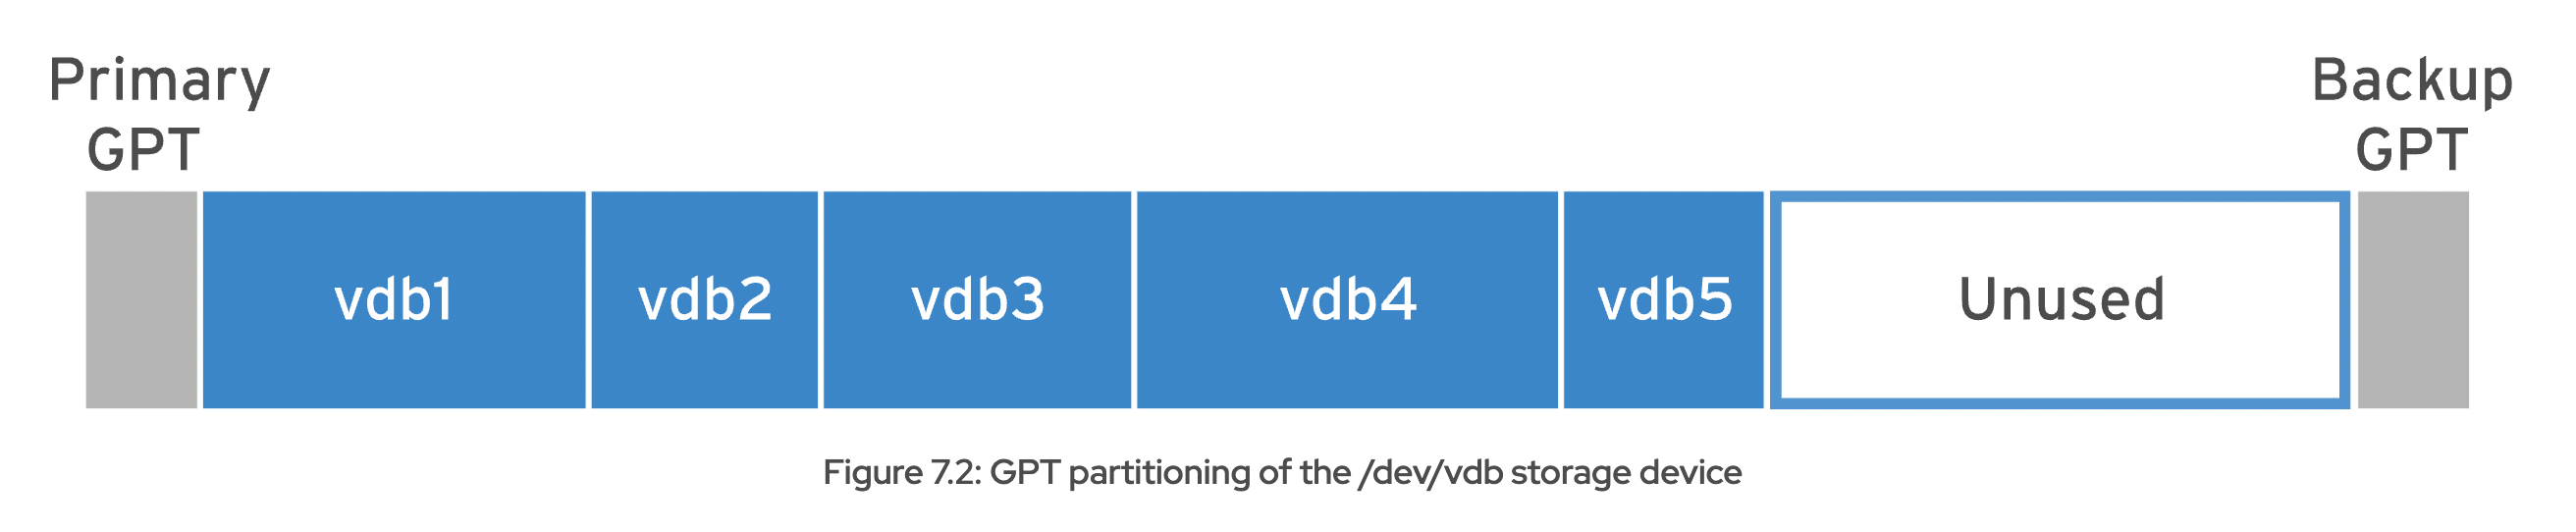 Primary
GPT
Backup
GPT
vdb1
vdb2
vdb3
vdb4
vdb5
Unused
Figure 7.2: GPT partitioning of the /dev/vdb storage device